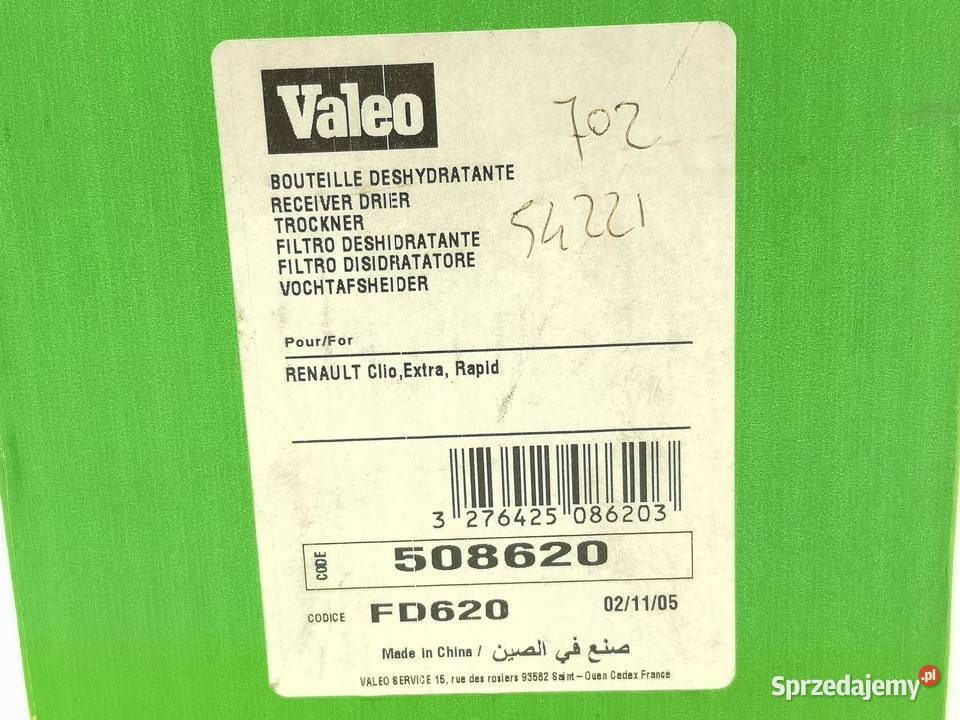 Valeo
702
BOUTEILLE DESHYDRATANTE
RECEIVER DRIER
TROCKNER
FILTRO DESHIDRATANTE
FILTRO DISIDRATATORE
VOCHTAFSHEIDER
54221
Pour/For
RENAULT Clio,Extra, Rapid
3 276425 086203
CODE 508620
CODICE FD620 02/11/05
Made in China / صنع في الصين
VALEO SERVICE 15, rue des rosiers 93582 Saint-Ouen Cedex France
Sprzedajemy.pl